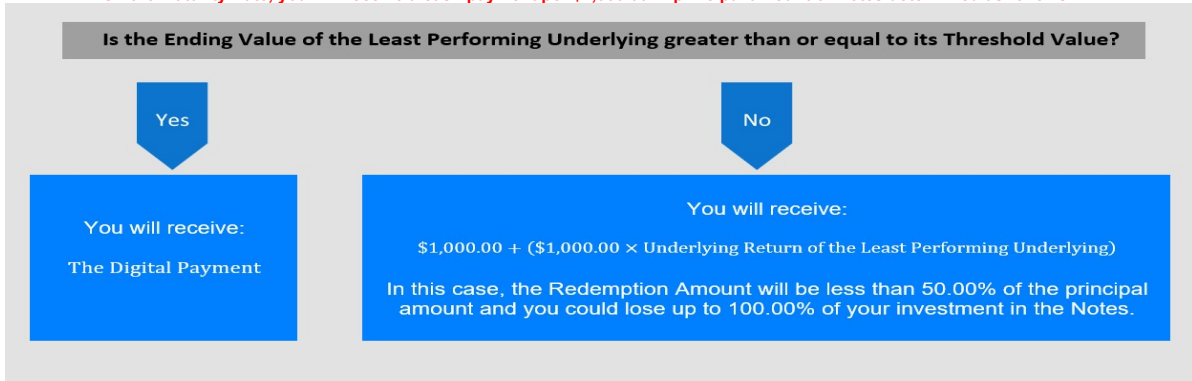 Is the Ending Value of the Least Performing Underlying greater than or equal to its Threshold Value?
Yes
No
You will receive:
The Digital Payment
You will receive:
$1,000.00 + ($1,000.00 × Underlying Return of the Least Performing Underlying)
In this case, the Redemption Amount will be less than 50.00% of the principal
amount and you could lose up to 100.00% of your investment in the Notes.